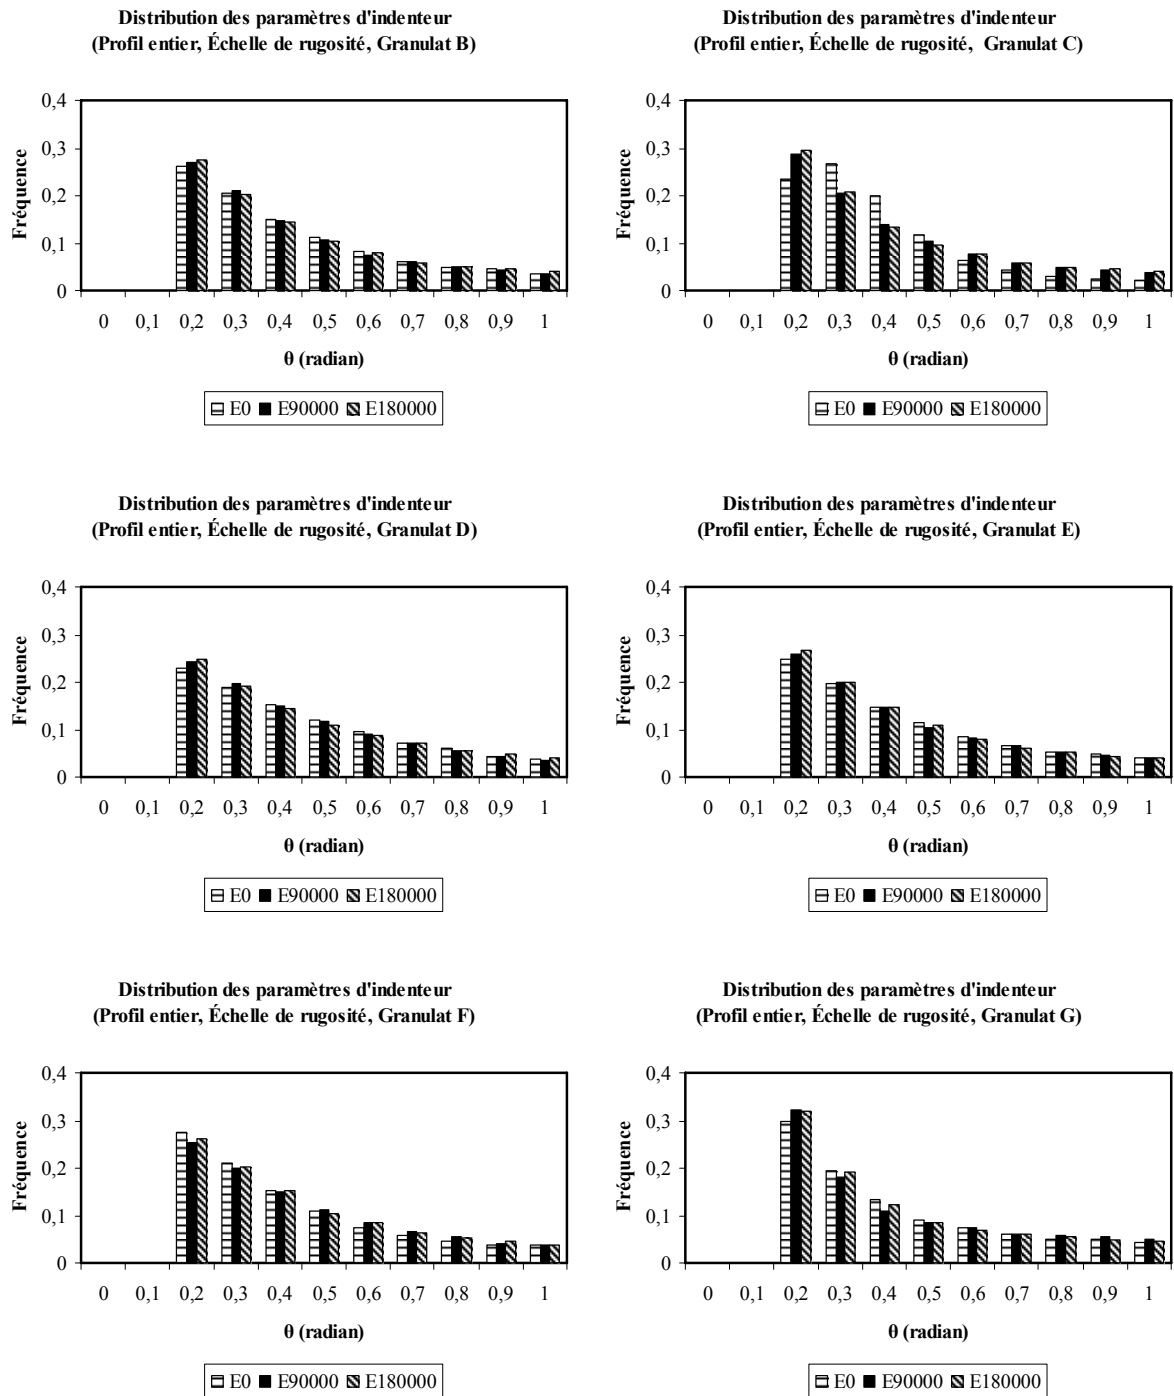 Distribution des paramètres d'indenteur
(Profil entier, Échelle de rugosité, Granulat B)
0,4
0,3
0,2
0,1
0
Fréquence
0 0,1 0,2 0,3 0,4 0,5 0,6 0,7 0,8 0,9 1
θ (radian)
E0 E90000 E180000
Distribution des paramètres d'indenteur
(Profil entier, Échelle de rugosité, Granulat C)
0,4
0,3
0,2
0,1
0
Fréquence
0 0,1 0,2 0,3 0,4 0,5 0,6 0,7 0,8 0,9 1
θ (radian)
E0 E90000 E180000
Distribution des paramètres d'indenteur
(Profil entier, Échelle de rugosité, Granulat D)
0,4
0,3
0,2
0,1
0
Fréquence
0 0,1 0,2 0,3 0,4 0,5 0,6 0,7 0,8 0,9 1
θ (radian)
E0 E90000 E180000
Distribution des paramètres d'indenteur
(Profil entier, Échelle de rugosité, Granulat E)
0,4
0,3
0,2
0,1
0
Fréquence
0 0,1 0,2 0,3 0,4 0,5 0,6 0,7 0,8 0,9 1
θ (radian)
E0 E90000 E180000
Distribution des paramètres d'indenteur
(Profil entier, Échelle de rugosité, Granulat F)
0,4
0,3
0,2
0,1
0
Fréquence
0 0,1 0,2 0,3 0,4 0,5 0,6 0,7 0,8 0,9 1
θ (radian)
E0 E90000 E180000
Distribution des paramètres d'indenteur
(Profil entier, Échelle de rugosité, Granulat G)
0,4
0,3
0,2
0,1
0
Fréquence
0 0,1 0,2 0,3 0,4 0,5 0,6 0,7 0,8 0,9 1
θ (radian)
E0 E90000 E180000